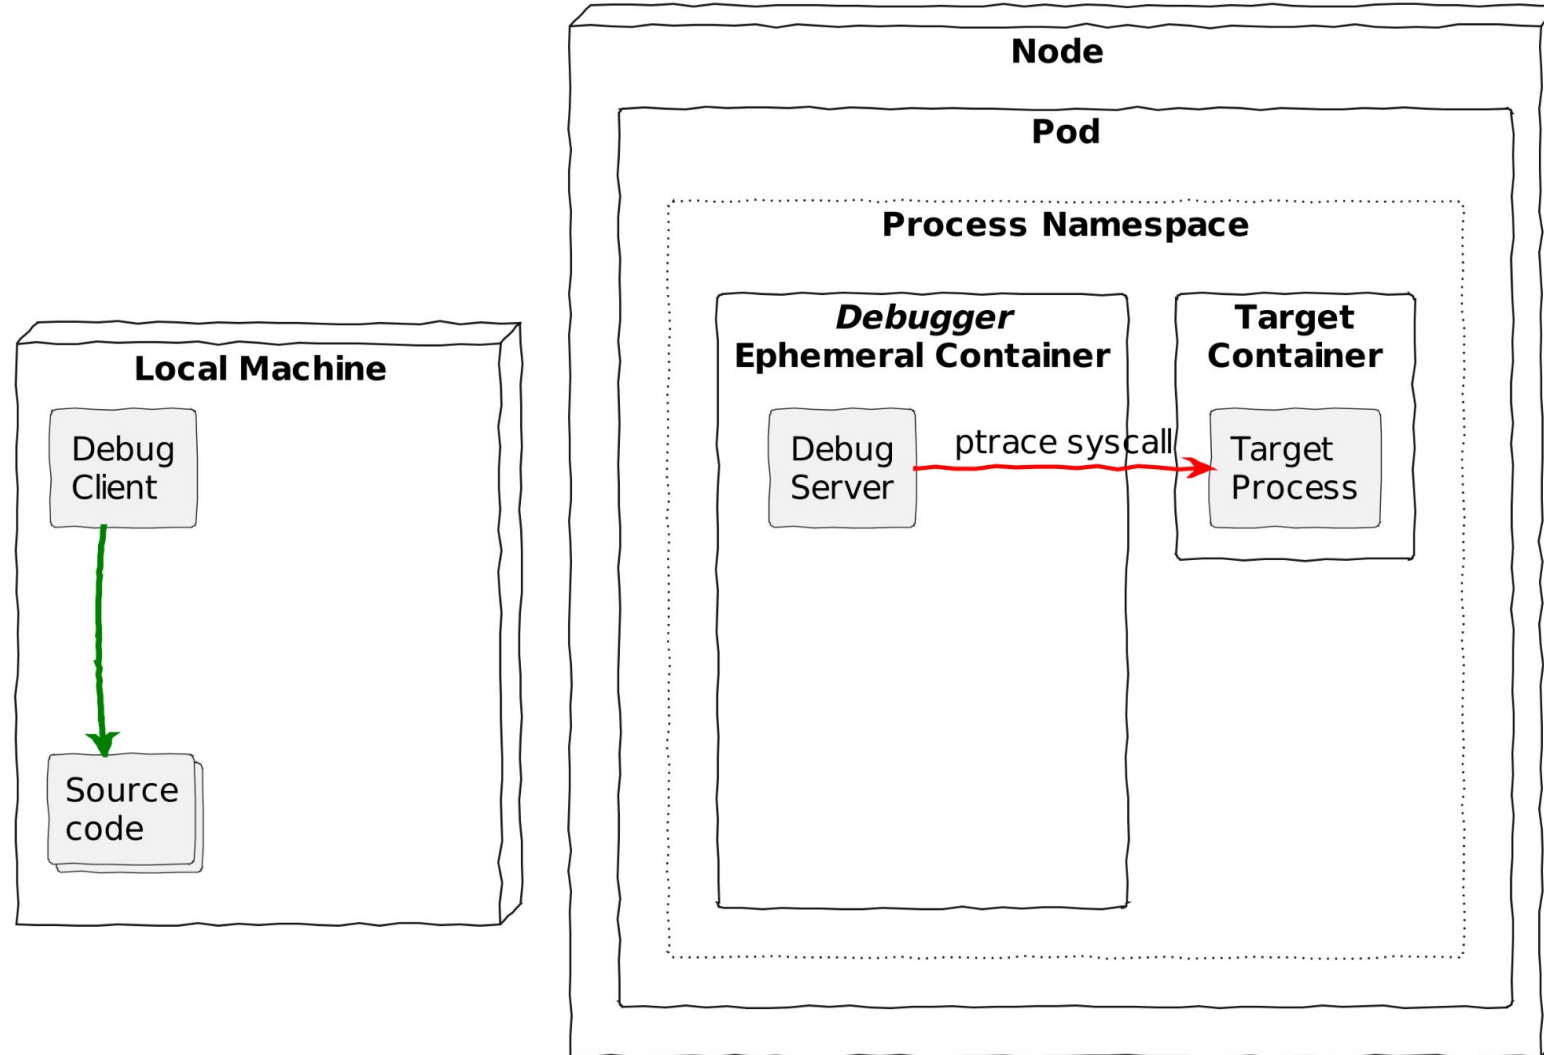 Node
Pod
Process Namespace
Debugger
Ephemeral Container
Target
Container
Local Machine
Debug
Client
Debug
Server
ptrace syscall
Target
Process
Source
code